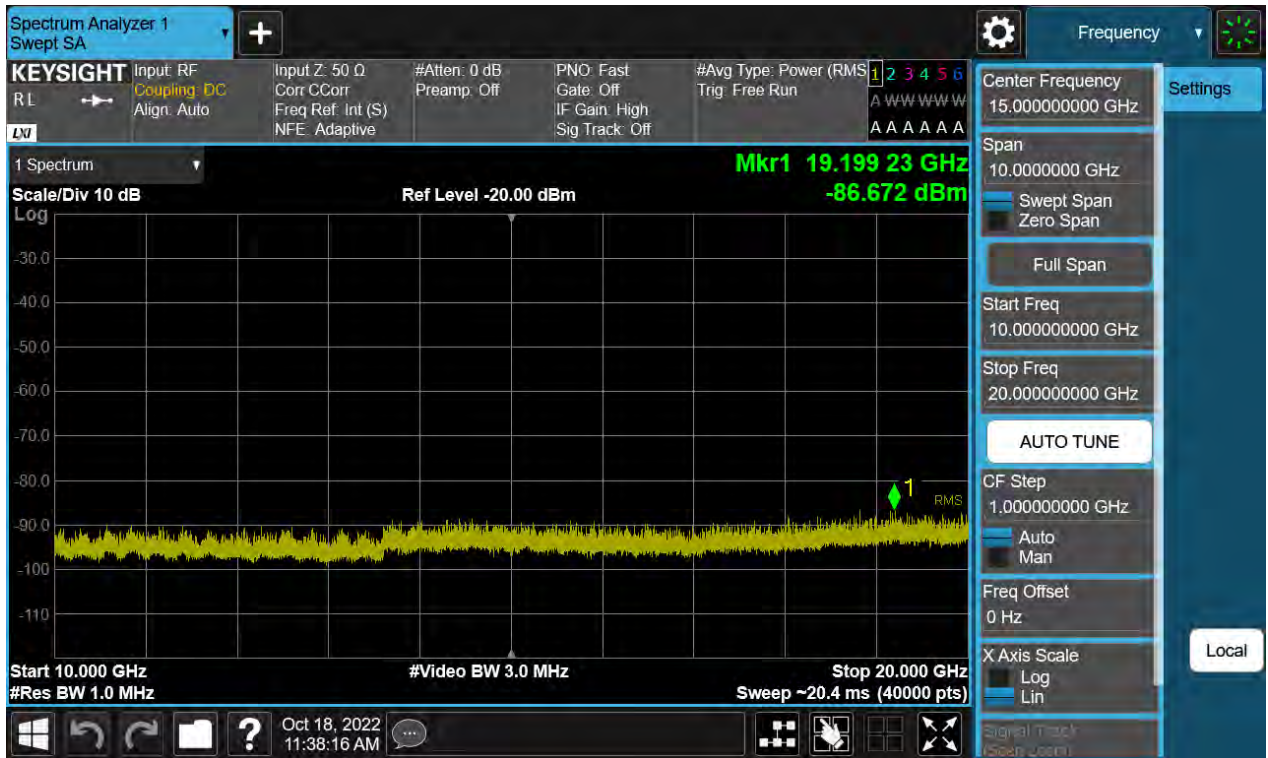 Spectrum Analyzer 1
Swept SA
+
Frequency
KEYSIGHT
RL
LXI
Input: RF
Coupling: DC
Align: Auto
Input Z: 50 Ω
Corr CCorr
Freq Ref: Int (S)
NFE: Adaptive
#Atten: 0 dB
Preamp: Off
PNO: Fast
Gate: Off
IF Gain: High
Sig Track: Off
#Avg Type: Power (RMS
Trig: Free Run
1 2 3 4 5 6
A W W W W W
A A A A A A
1 Spectrum
Mkr1 19.199 23 GHz
-86.672 dBm
Scale/Div 10 dB
Ref Level -20.00 dBm
Log
-30.0
-40.0
-50.0
-60.0
-70.0
-80.0
-90.0
-100
-110
1
RMS
Start 10.000 GHz
#Video BW 3.0 MHz
Stop 20.000 GHz
#Res BW 1.0 MHz
Sweep ~20.4 ms (40000 pts)
?
Oct 18, 2022
11:38:16 AM
Center Frequency
15.000000000 GHz
Settings
Span
10.0000000 GHz
Swept Span
Zero Span
Full Span
Start Freq
10.000000000 GHz
Stop Freq
20.000000000 GHz
AUTO TUNE
CF Step
1.000000000 GHz
Auto
Man
Freq Offset
0 Hz
X Axis Scale
Log
Lin
Local
Signal Track
(Span Zoom)